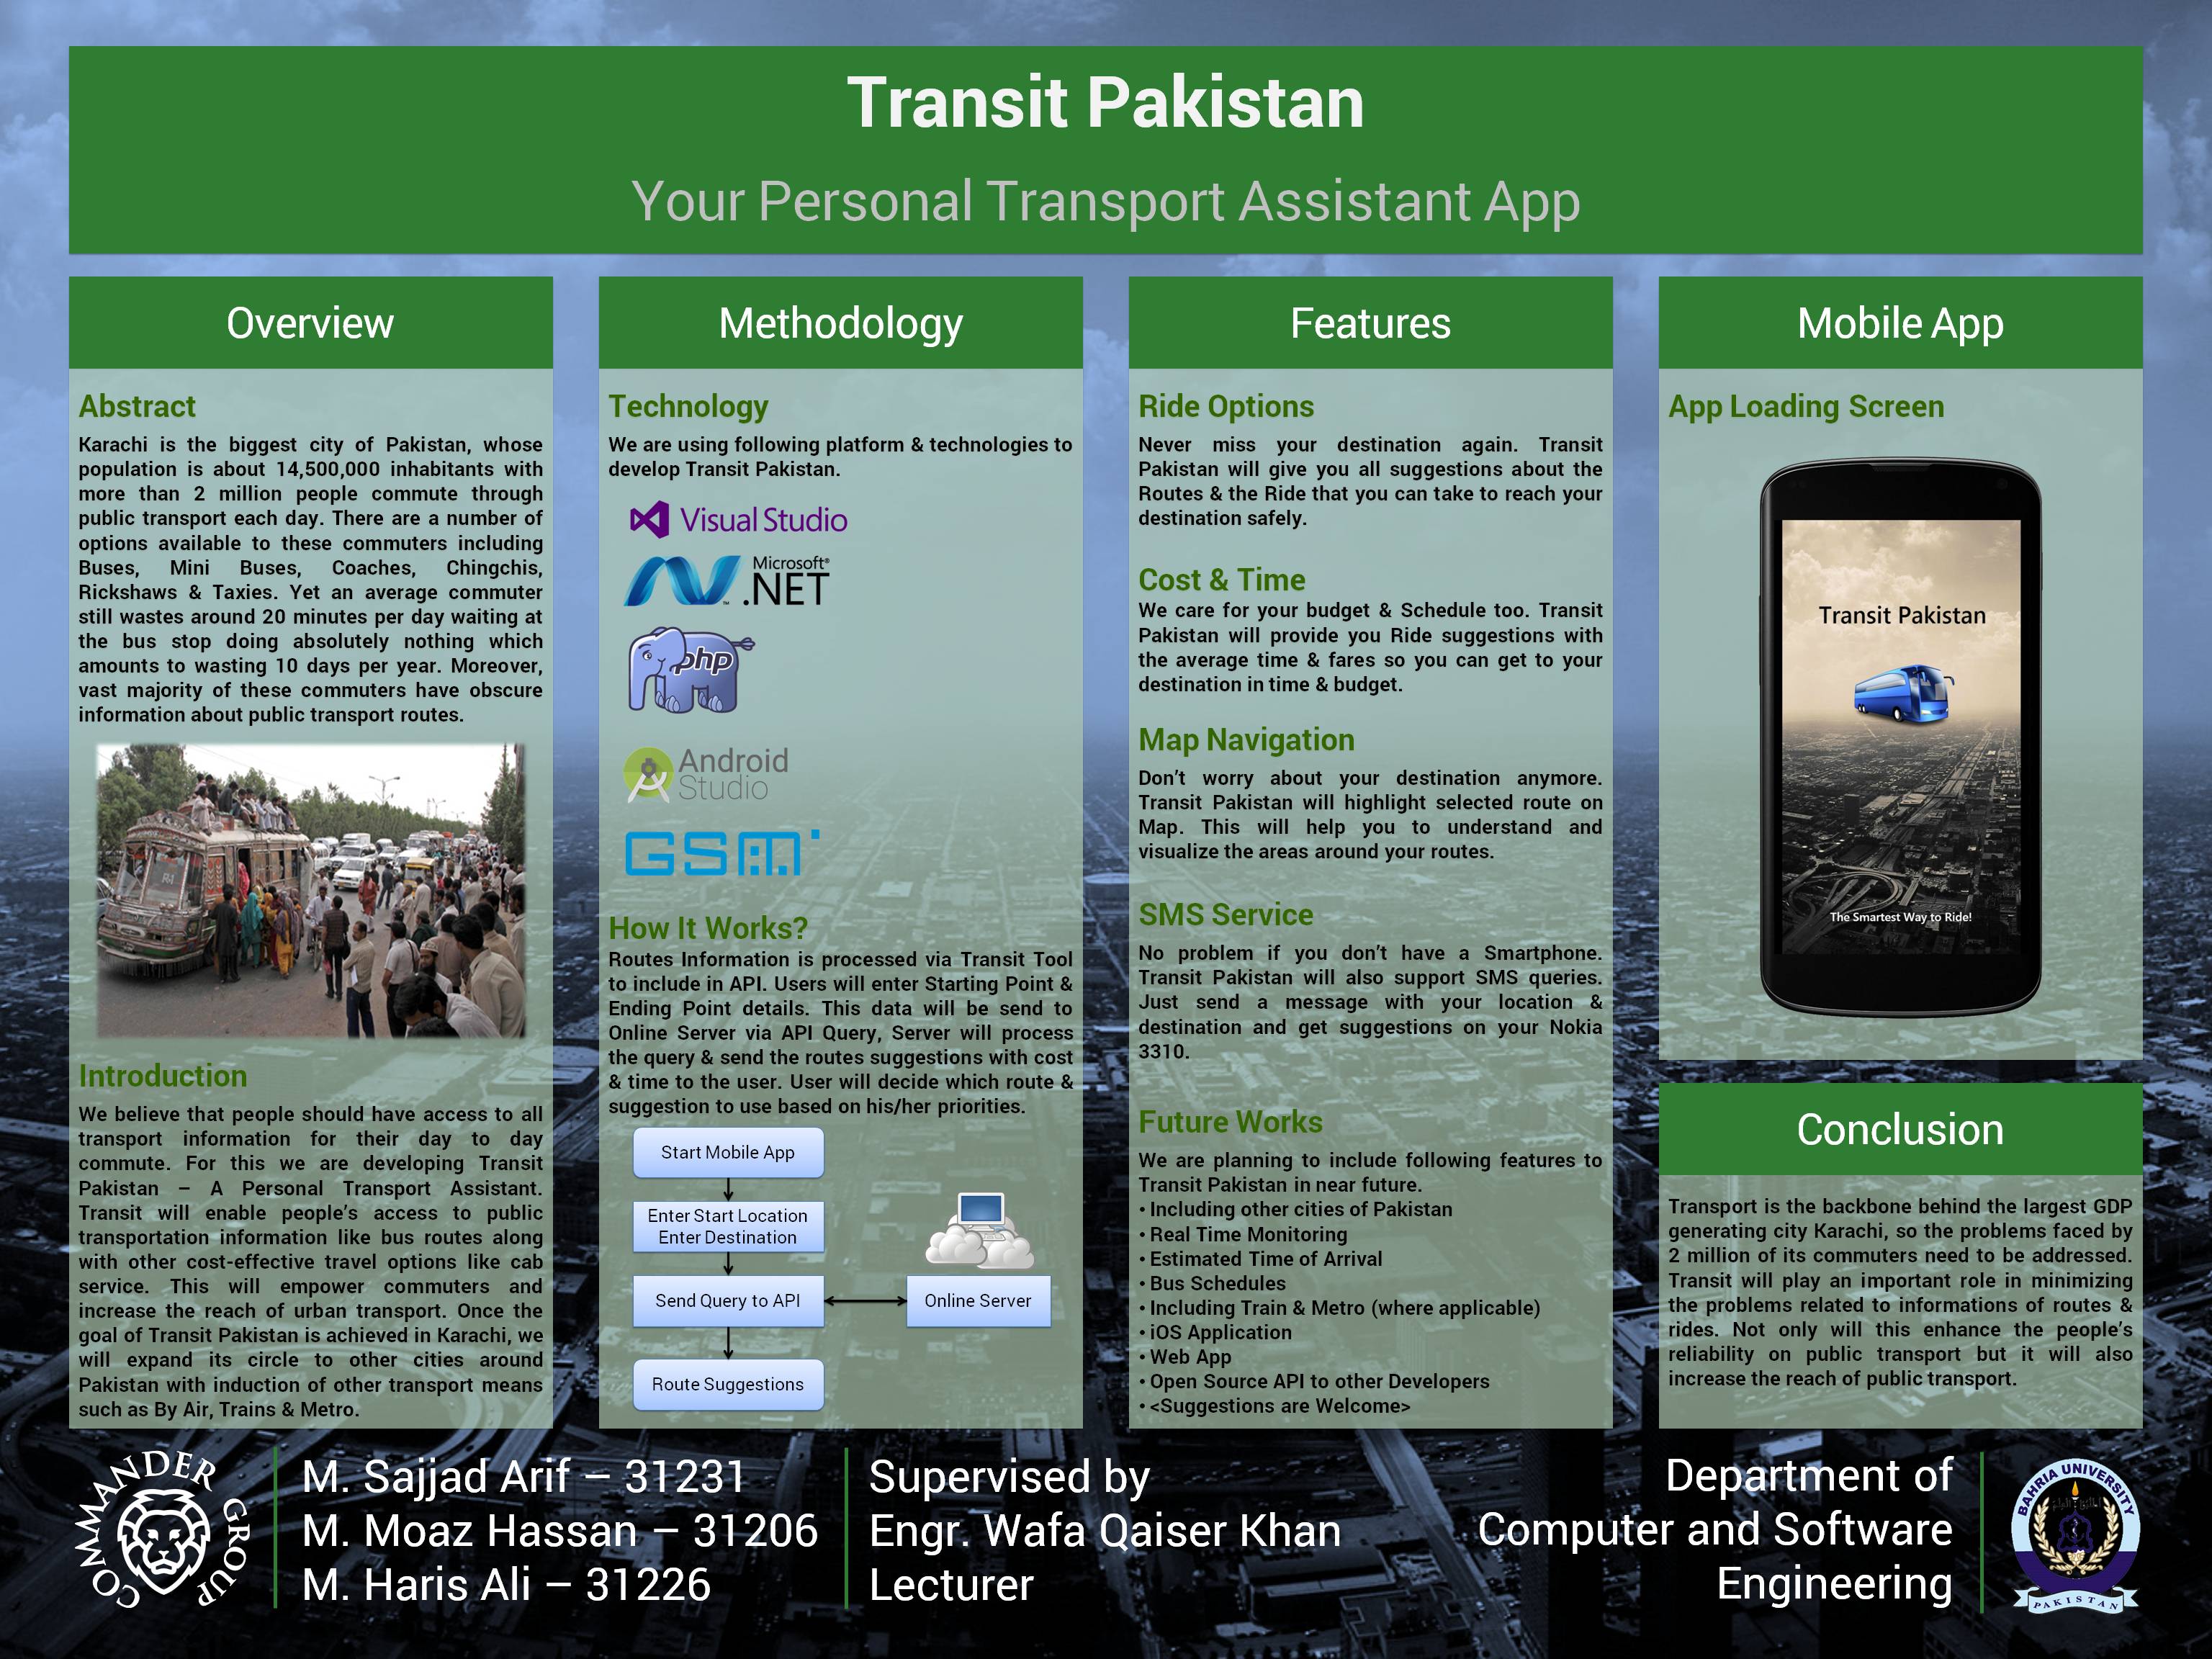 Transit Pakistan
Your Personal Transport Assistant App
Overview
Abstract
Karachi is the biggest city of Pakistan, whose
population is about 14,500,000 inhabitants with
more than 2 million people commute through
public transport each day. There are a number of
options available to these commuters including
Buses, Mini Buses, Coaches, Chingchis,
Rickshaws & Taxies. Yet an average commuter
still wastes around 20 minutes per day waiting at
the bus stop doing absolutely nothing which
amounts to wasting 10 days per year. Moreover,
vast majority of these commuters have obscure
information about public transport routes.
Introduction
We believe that people should have access to all
transport information for their day to day
commute. For this we are developing Transit
Pakistan – A Personal Transport Assistant.
Transit will enable people’s access to public
transportation information like bus routes along
with other cost-effective travel options like cab
service. This will empower commuters and
increase the reach of urban transport. Once the
goal of Transit Pakistan is achieved in Karachi, we
will expand its circle to other cities around
Pakistan with induction of other transport means
such as By Air, Trains & Metro.
Methodology
Technology
We are using following platform & technologies to
develop Transit Pakistan.
Visual Studio
Microsoft®
.NET
php
Android
Studio
GSM
How It Works?
Routes Information is processed via Transit Tool
to include in API. Users will enter Starting Point &
Ending Point details. This data will be send to
Online Server via API Query, Server will process
the query & send the routes suggestions with cost
& time to the user. User will decide which route &
suggestion to use based on his/her priorities.
Start Mobile App
Enter Start Location
Enter Destination
Send Query to API
Online Server
Route Suggestions
Features
Ride Options
Never miss your destination again. Transit
Pakistan will give you all suggestions about the
Routes & the Ride that you can take to reach your
destination safely.
Cost & Time
We care for your budget & Schedule too. Transit
Pakistan will provide you Ride suggestions with
the average time & fares so you can get to your
destination in time & budget.
Map Navigation
Don’t worry about your destination anymore.
Transit Pakistan will highlight selected route on
Map. This will help you to understand and
visualize the areas around your routes.
SMS Service
No problem if you don’t have a Smartphone.
Transit Pakistan will also support SMS queries.
Just send a message with your location &
destination and get suggestions on your Nokia
3310.
Future Works
We are planning to include following features to
Transit Pakistan in near future.
• Including other cities of Pakistan
• Real Time Monitoring
• Estimated Time of Arrival
• Bus Schedules
• Including Train & Metro (where applicable)
• iOS Application
• Web App
• Open Source API to other Developers
• <Suggestions are Welcome>
Mobile App
App Loading Screen
Transit Pakistan
The Smartest Way to Ride!
Conclusion
Transport is the backbone behind the largest GDP
generating city Karachi, so the problems faced by
2 million of its commuters need to be addressed.
Transit will play an important role in minimizing
the problems related to informations of routes &
rides. Not only will this enhance the people’s
reliability on public transport but it will also
increase the reach of public transport.
COMMANDER GROUP
M. Sajjad Arif – 31231
M. Moaz Hassan – 31206
M. Haris Ali – 31226
Supervised by
Engr. Wafa Qaiser Khan
Lecturer
Department of
Computer and Software
Engineering
BAHRIA UNIVERSITY
PAKISTAN